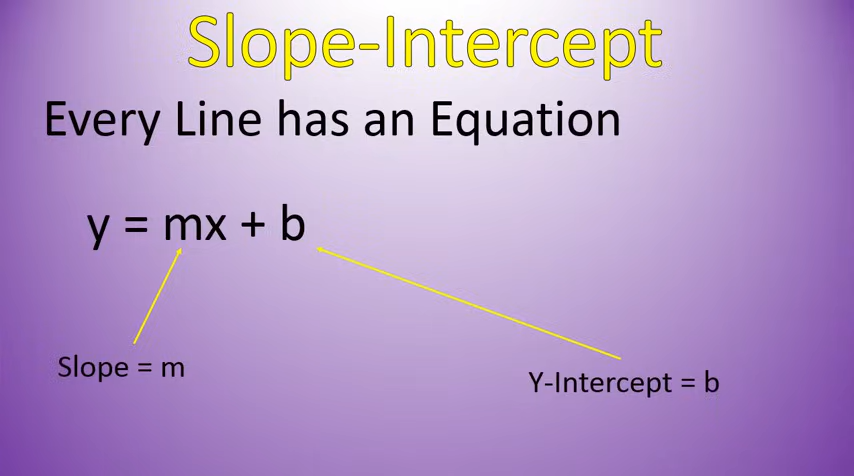 Slope-Intercept
Every Line has an Equation
y = mx + b
Slope = m
Y-Intercept = b